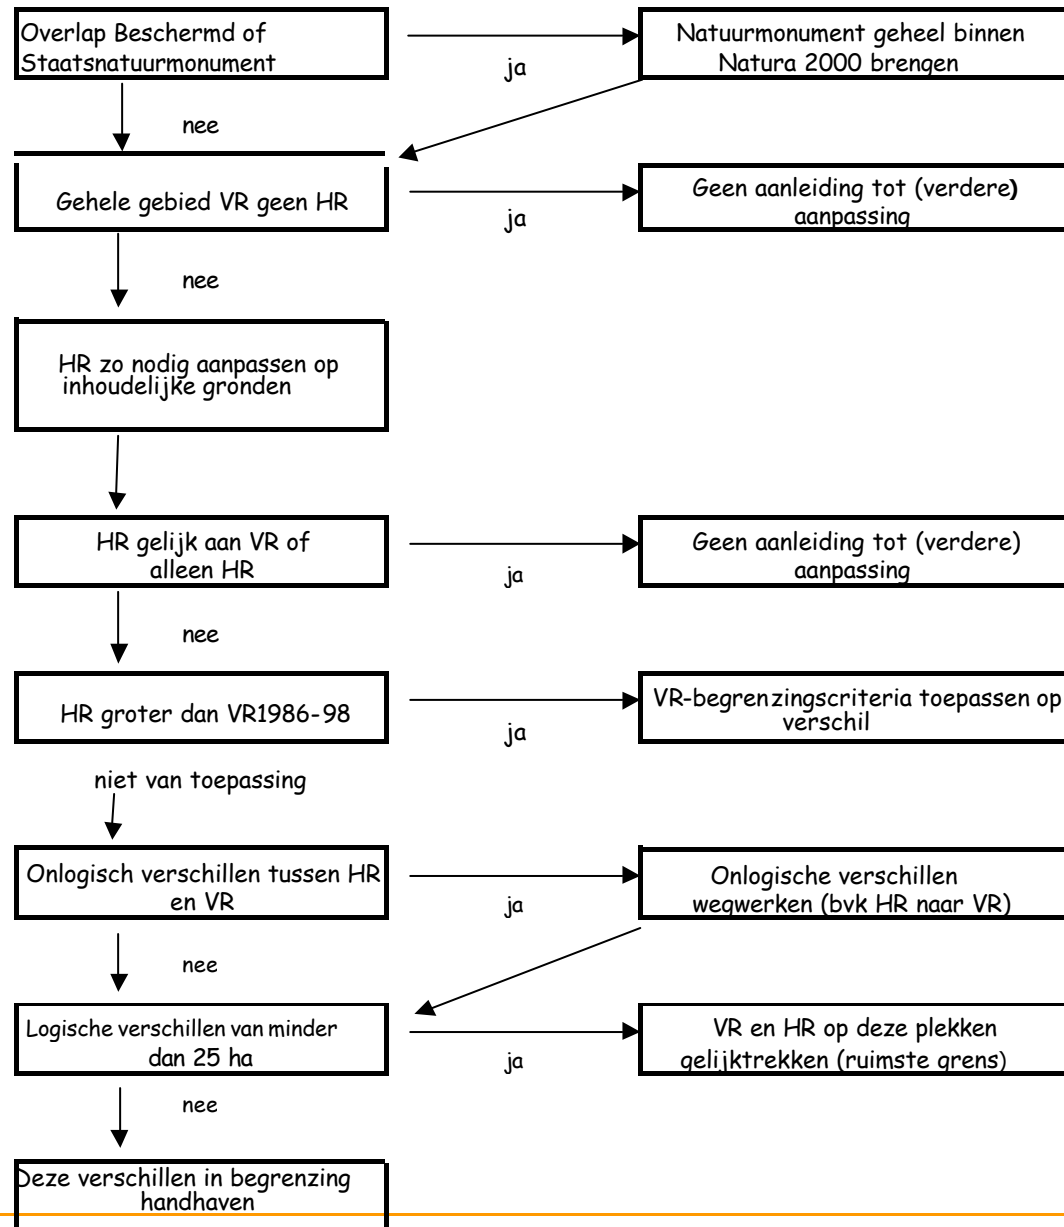 Overlap Beschermd of
Staatsnatuurmonument
ja
Natuurmonument geheel binnen
Natura 2000 brengen
nee
Gehele gebied VR geen HR
ja
Geen aanleiding tot (verdere)
aanpassing
nee
HR zo nodig aanpassen op
inhoudelijke gronden
HR gelijk aan VR of
alleen HR
ja
Geen aanleiding tot (verdere)
aanpassing
nee
HR groter dan VR1986-98
ja
VR-begrenzingscriteria toepassen op
verschil
niet van toepassing
Onlogisch verschillen tussen HR
en VR
ja
Onlogische verschillen
wegwerken (bvk HR naar VR)
nee
Logische verschillen van minder
dan 25 ha
ja
VR en HR op deze plekken
gelijktrekken (ruimste grens)
nee
Deze verschillen in begrenzing
handhaven